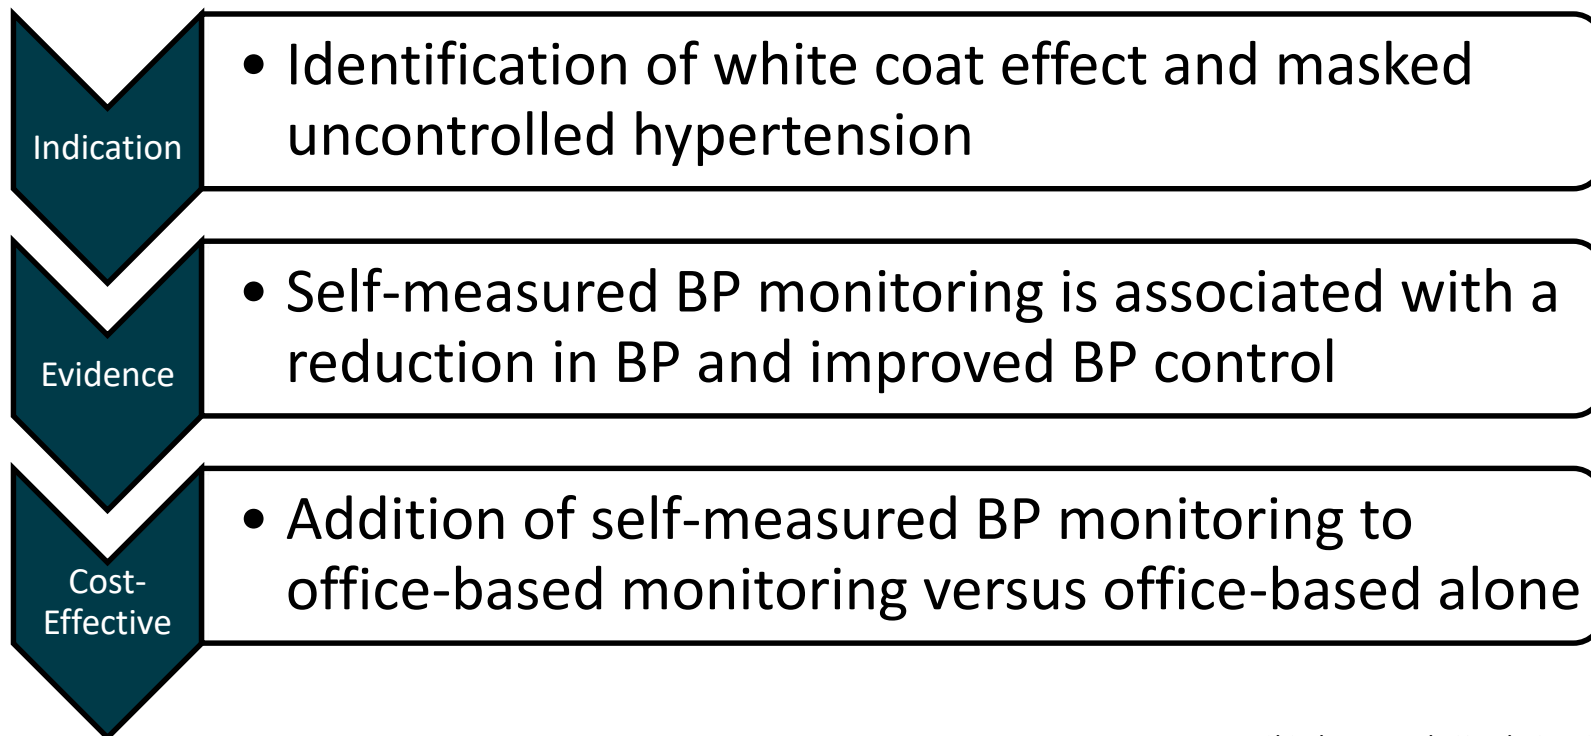 Indication
• Identification of white coat effect and masked
uncontrolled hypertension
Evidence
• Self-measured BP monitoring is associated with a
reduction in BP and improved BP control
Cost-
Effective
• Addition of self-measured BP monitoring to
office-based monitoring versus office-based alone